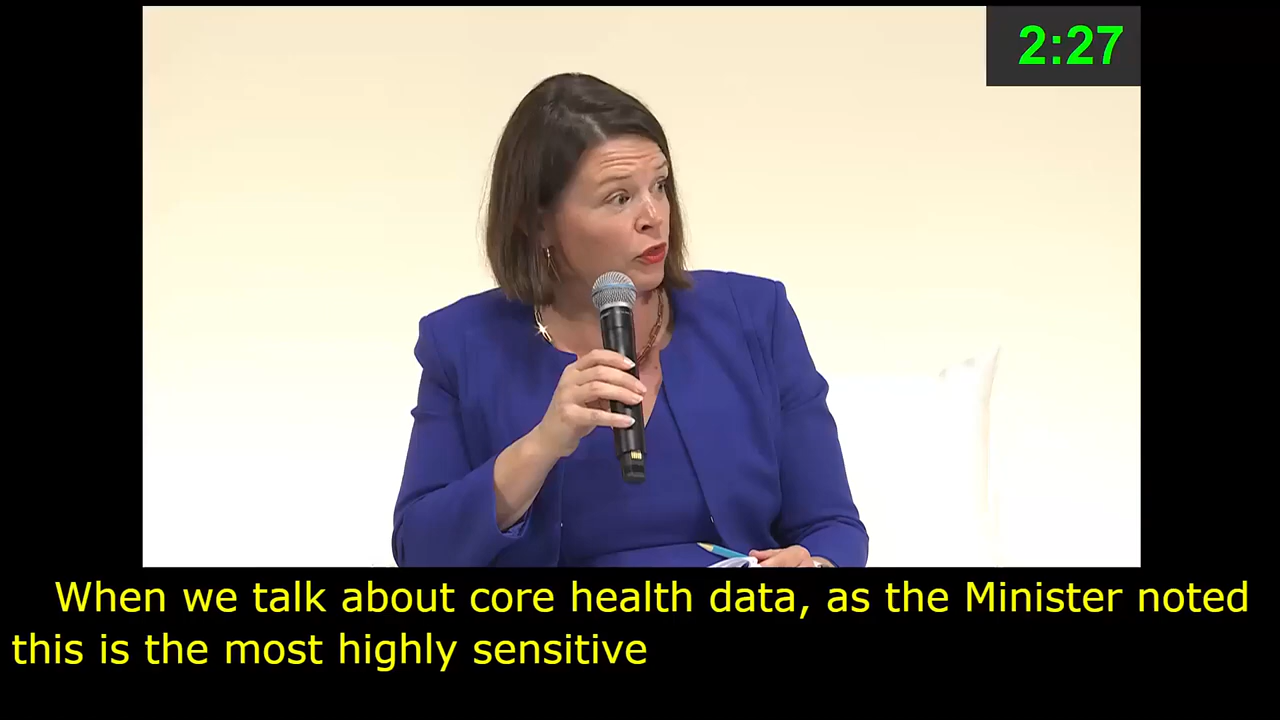 2:27
When we talk about core health data, as the Minister noted
this is the most highly sensitive